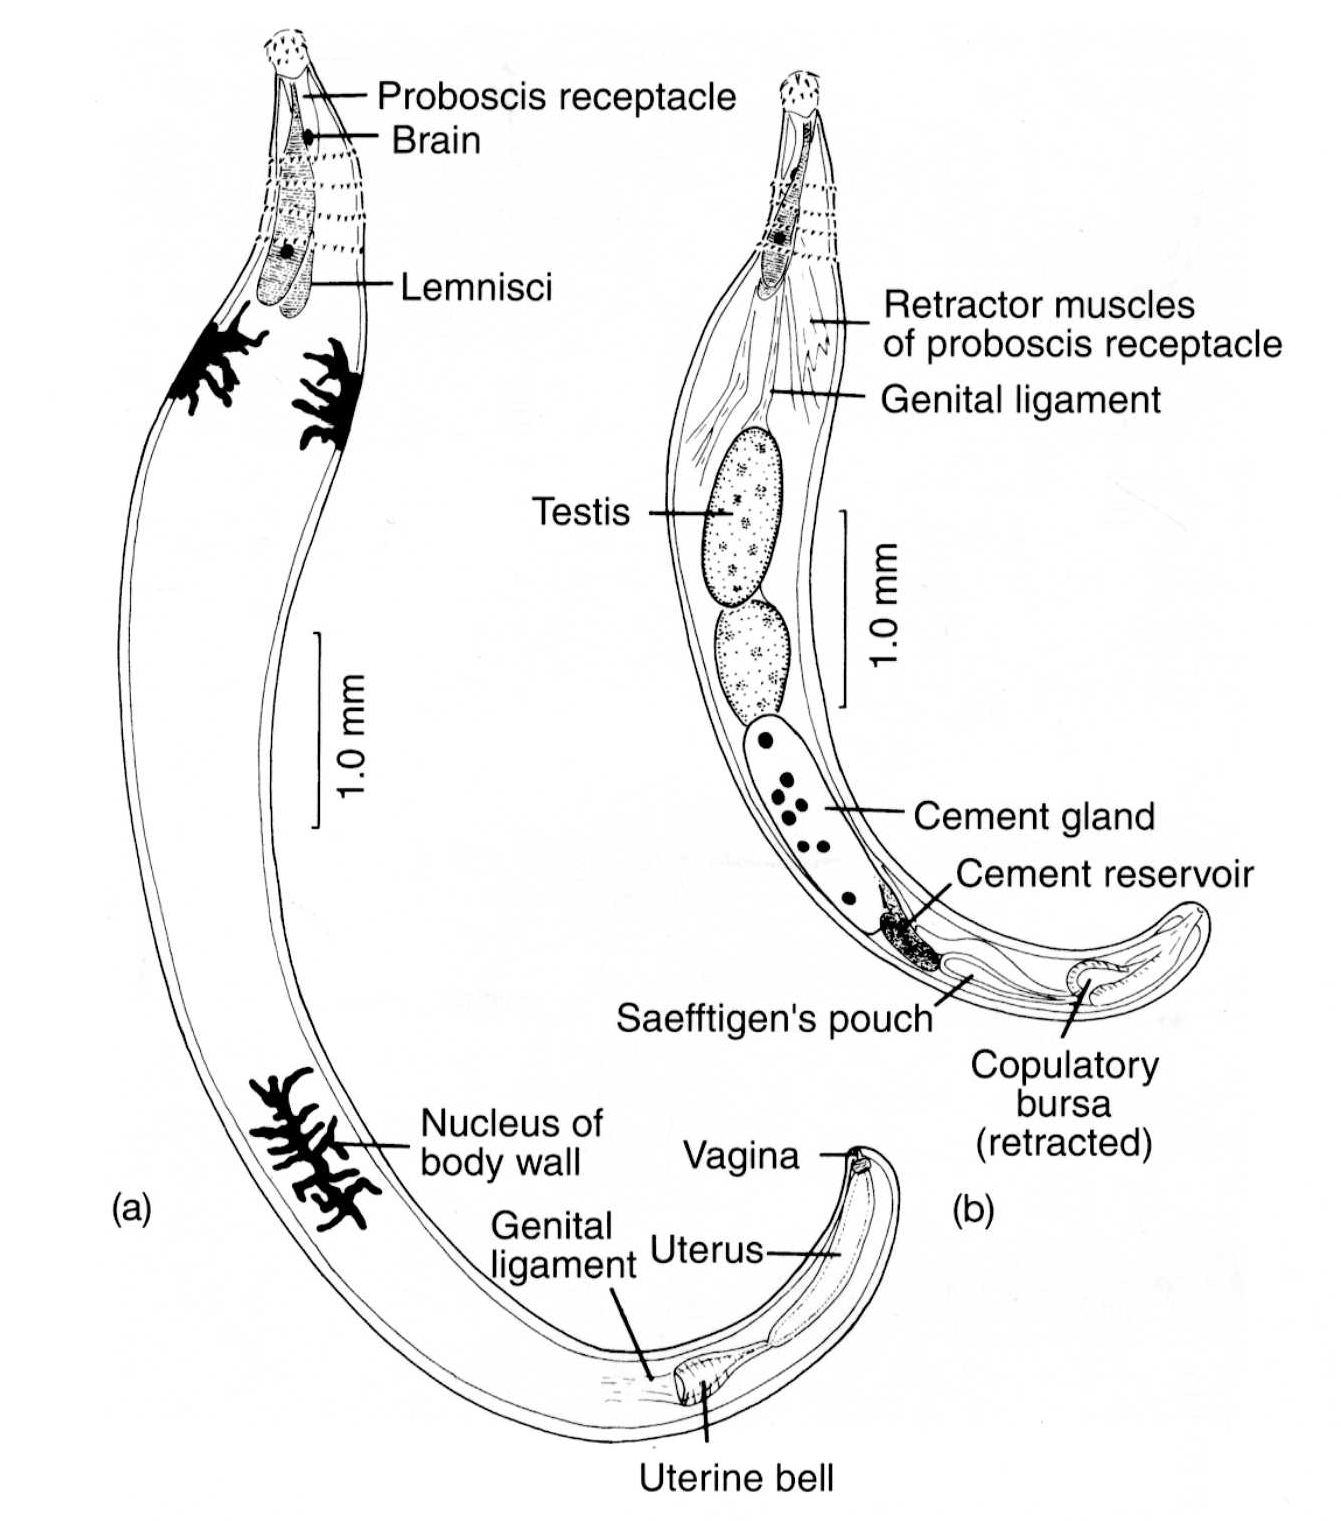 Proboscis receptacle
Brain
Lemnisci
Retractor muscles
of proboscis receptacle
Genital ligament
Testis
1.0 mm
1.0 mm
Cement gland
Cement reservoir
Saefftigen's pouch
Copulatory
bursa
(retracted)
Nucleus of
body wall
Vagina
(a)
(b)
Genital
ligament
Uterus
Uterine bell